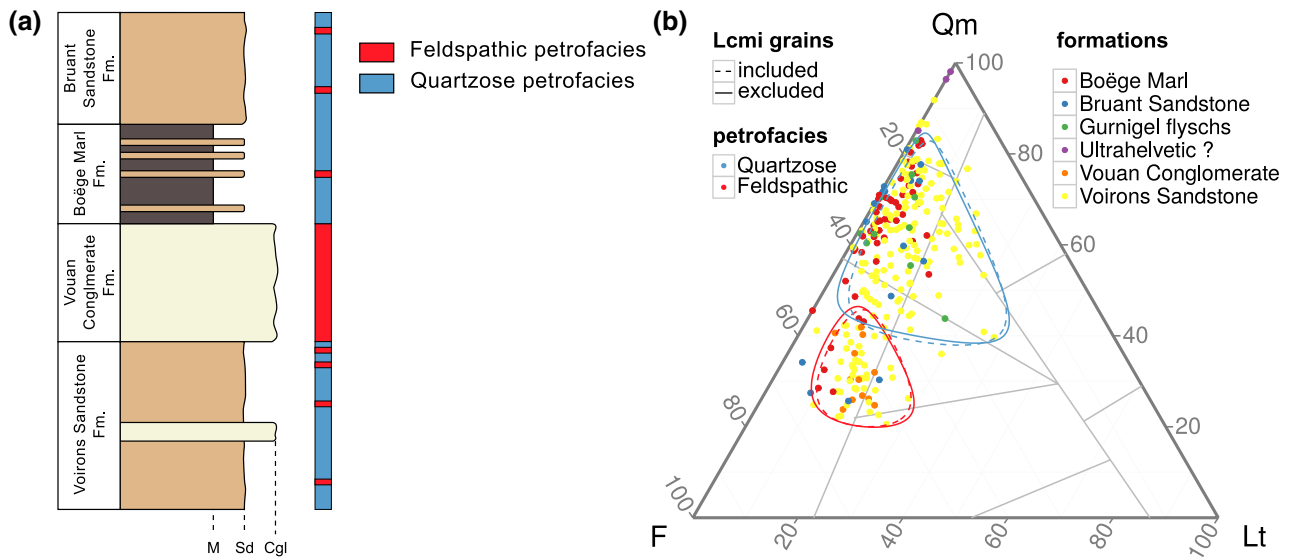 (a)
Bruant
Sandstone
Fm.
Boëge Marl
Fm.
Vouan
Conglmerate
Fm.
Voirons Sandstone
Fm.
M Sd Cgl
Feldspathic petrofacies
Quartzose petrofacies
(b)
Qm
Lcmi grains
included
excluded
petrofacies
Quartzose
Feldspathic
formations
Boëge Marl
Bruant Sandstone
Gurnigel flyschs
Ultrahelvetic ?
Vouan Conglomerate
Voirons Sandstone
100
80
60
40
20
20
40
60
80
100
F
20
40
60
80
100
Lt